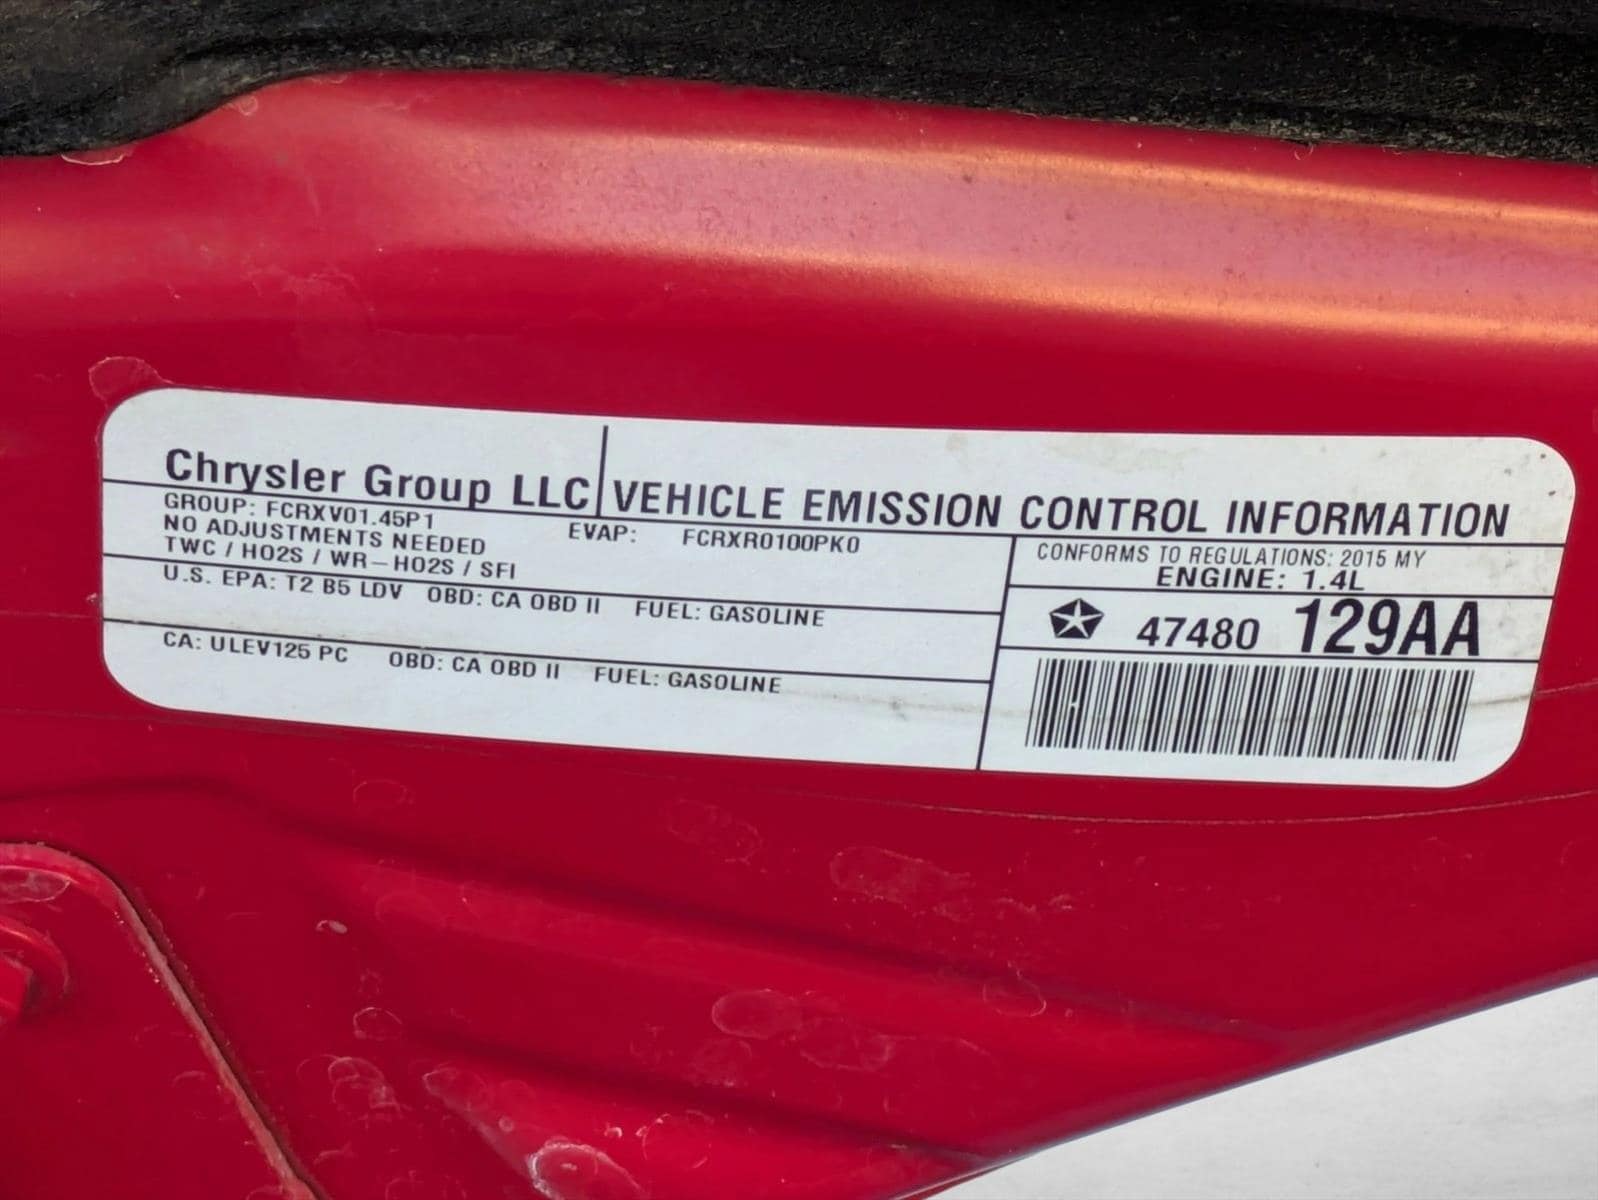 Chrysler Group LLC VEHICLE EMISSION CONTROL INFORMATION
GROUP: FCRXV01.45P1 EVAP: FCRXR0100PK0
NO ADJUSTMENTS NEEDED
TWC / HO2S / WR-HO2S / SFI
U.S. EPA: T2 B5 LDV OBD: CA OBD II FUEL: GASOLINE
CA: ULEV125 PC OBD: CA OBD II FUEL: GASOLINE
CONFORMS TO REGULATIONS: 2015 MY
ENGINE: 1.4L
47480 129AA